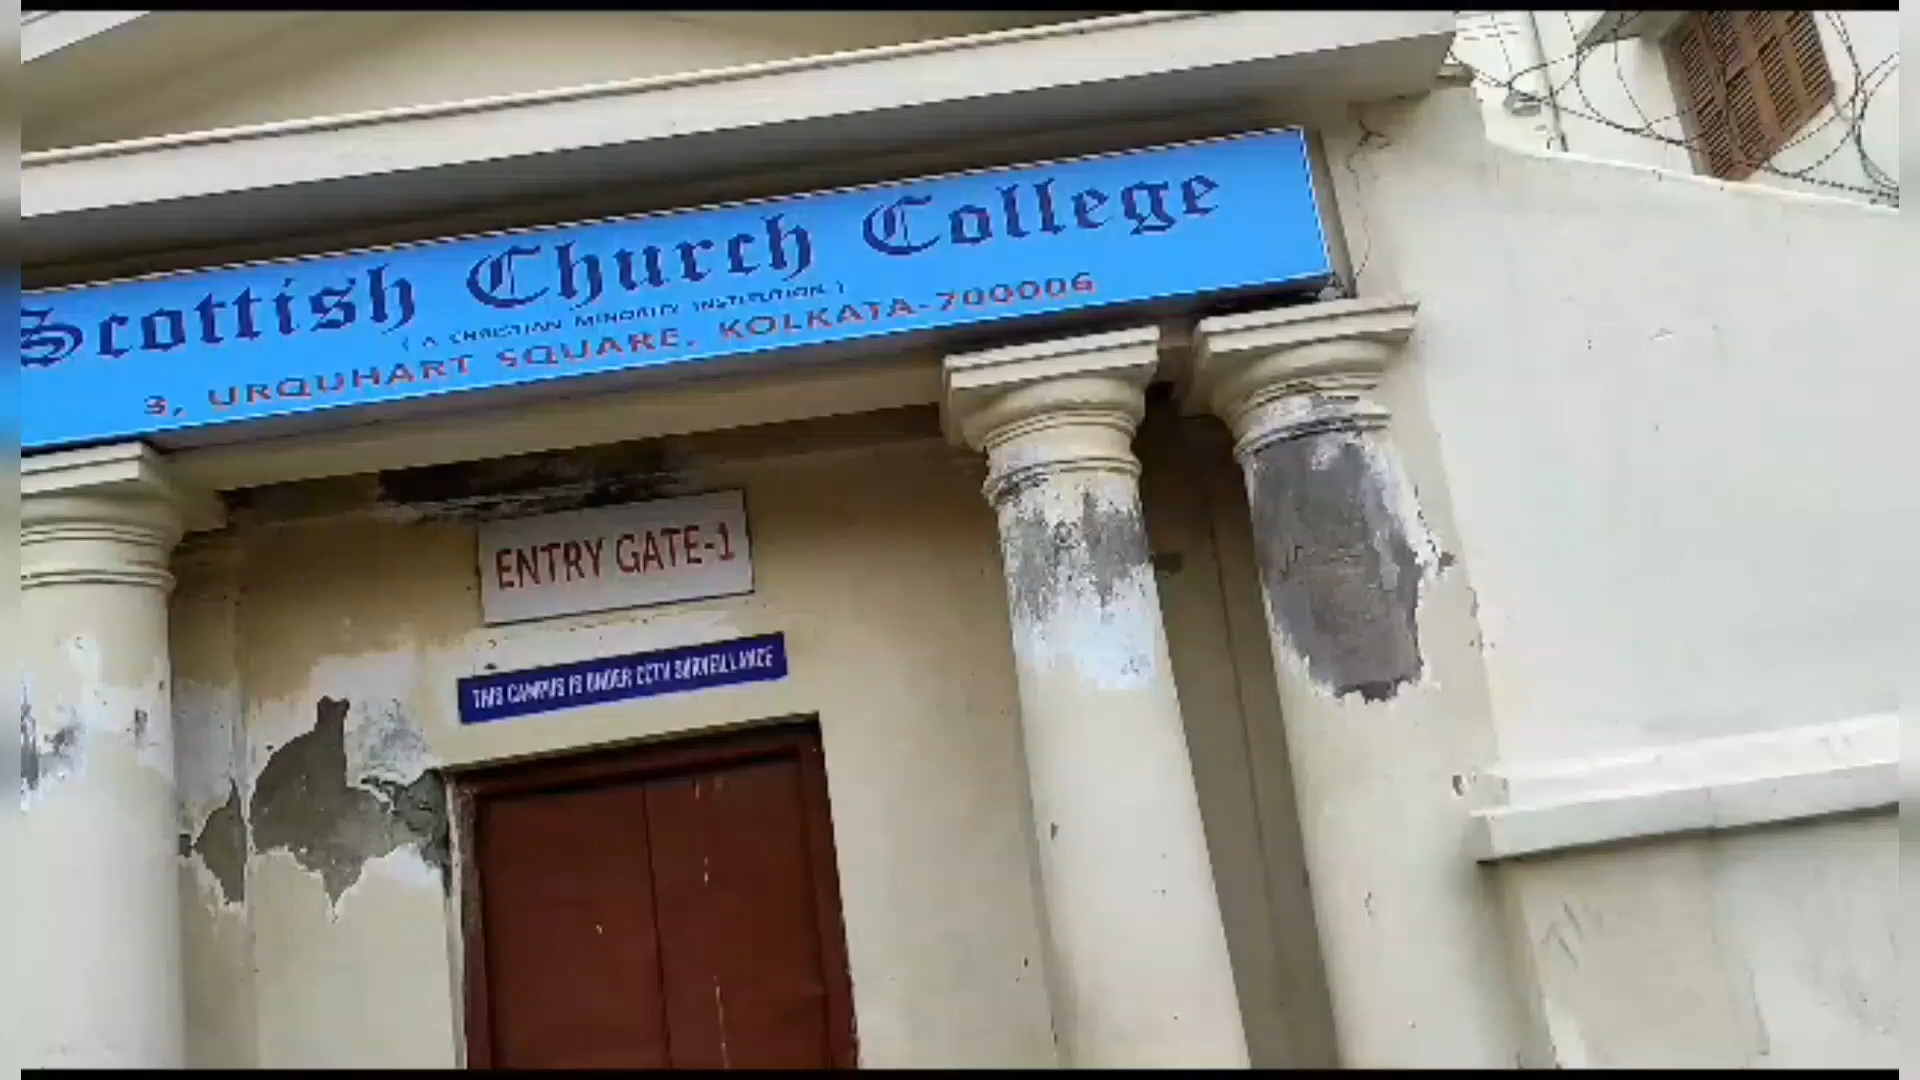 Scottish Church College
( A CHRISTIAN MINORITY INSTITUTION )
3, URQUHART SQUARE, KOLKATA-700006
ENTRY GATE-1
THIS CAMPUS IS UNDER CCTV SURVEILLANCE